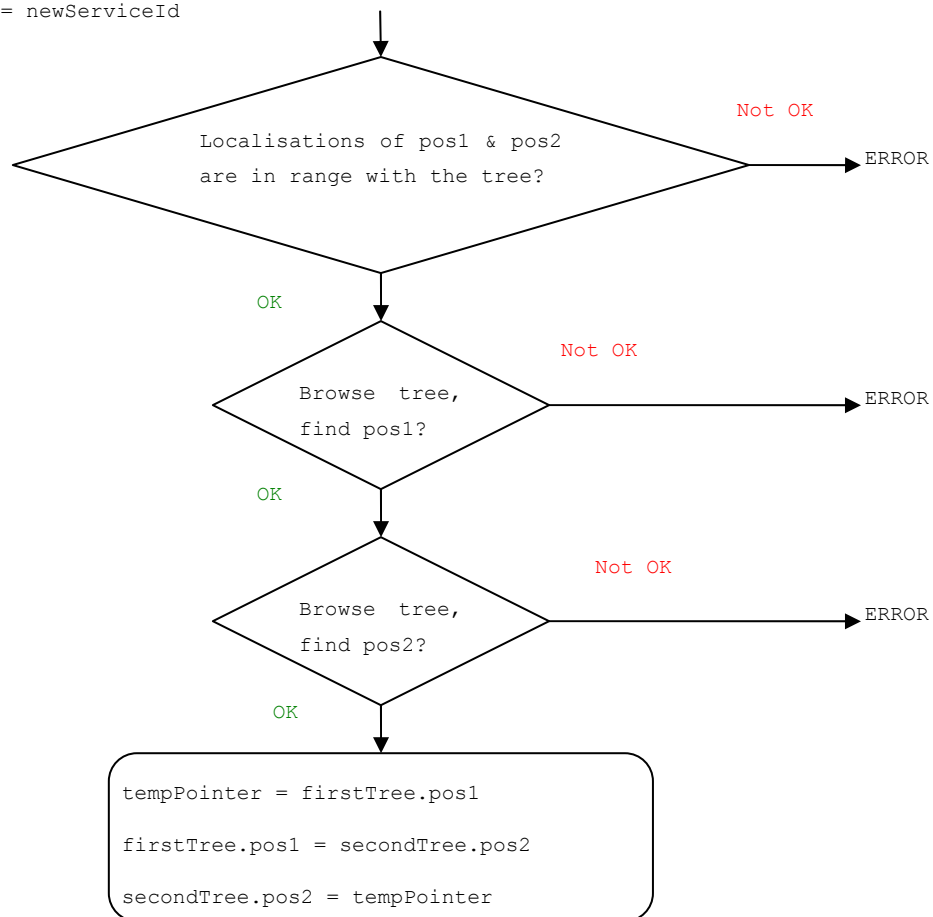 = newServiceId
Not OK
Localisations of pos1 & pos2
ERROR
are in range with the tree?
OK
Not OK
Browse tree,
ERROR
find pos1?
OK
Not OK
Browse tree,
ERROR
find pos2?
OK
tempPointer = firstTree.pos1
firstTree.pos1 = secondTree.pos2
secondTree.pos2 = tempPointer